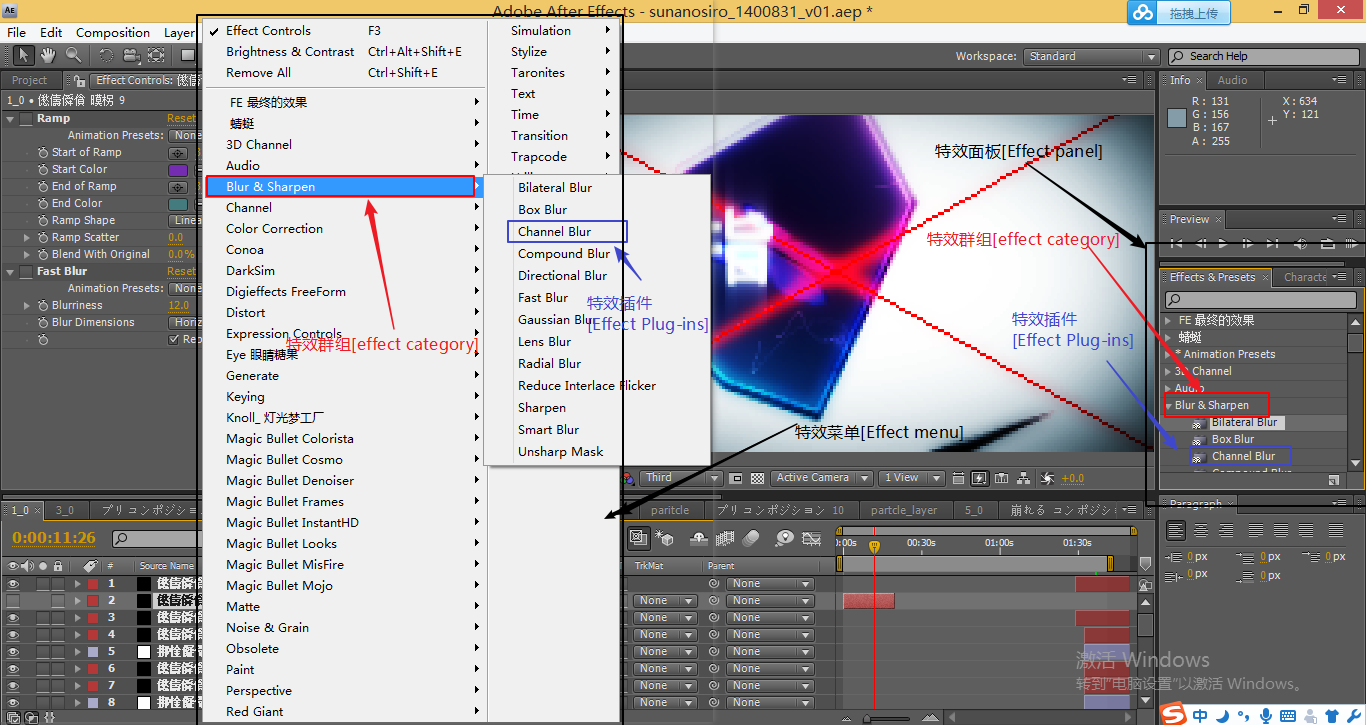 Adobe After Effects - sunanosiro_1400831_v01.aep *
拖拽上传
File Edit Composition Layer
Workspace: Standard
Search Help
Project
Effect Controls:
1_0 •
9
Ramp
Reset
Animation Presets: None
Start of Ramp
Start Color
End of Ramp
End Color
Ramp Shape
Linea
Ramp Scatter
0.0
Blend With Original
0.0%
Fast Blur
Reset
Animation Presets: None
Blurriness
12.0
Blur Dimensions
Horiz
Rep
Effect Controls F3
Brightness & Contrast Ctrl+Alt+Shift+E
Remove All Ctrl+Shift+E
FE 最终的效果
蜻蜓
3D Channel
Audio
Blur & Sharpen
Channel
Color Correction
Conoa
DarkSim
Digieffects FreeForm
Distort
Expression Controls
特效群组[effect category]
Eye 眼睛糖果
Generate
Keying
Knoll_ 灯光梦工厂
Magic Bullet Colorista
Magic Bullet Cosmo
Magic Bullet Denoiser
Magic Bullet Frames
Magic Bullet InstantHD
Magic Bullet Looks
Magic Bullet MisFire
Magic Bullet Mojo
Matte
Noise & Grain
Obsolete
Paint
Perspective
Red Giant
Simulation
Stylize
Taronites
Text
Time
Transition
Trapcode
Bilateral Blur
Box Blur
Channel Blur
Compound Blur
Directional Blur
Fast Blur
Gaussian Blur
Lens Blur
Radial Blur
Reduce Interlace Flicker
Sharpen
Smart Blur
Unsharp Mask
特效插件
[Effect Plug-ins]
特效面板[Effect panel]
特效群组[effect category]
特效插件
[Effect Plug-ins]
特效菜单[Effect menu]
Third
Active Camera
1 View
+0.0
Info
Audio
R : 131
G : 156
B : 167
A : 255
X : 634
Y : 121
Preview
Effects & Presets
Characte
FE 最终的效果
蜻蜓
* Animation Presets
3D Channel
Audio
Blur & Sharpen
Bilateral Blur
Box Blur
Channel Blur
Compound Blur
Paragraph
0 px
0 px
0 px
0 px
0 px
1_0
3_0
プリコンポジション
paritcle
プリコンポジション 10
partcle_layer
5_0
崩れる コンポジシ
0:00:11:26
# Source Name
TrkMat
Parent
0:00s
00:30s
01:00s
01:30s
1
None
2
None
None
3
None
None
4
None
None
5
None
None
6
None
None
7
None
None
8
None
None
激活 Windows
转到"电脑设置"以激活 Windows。
中